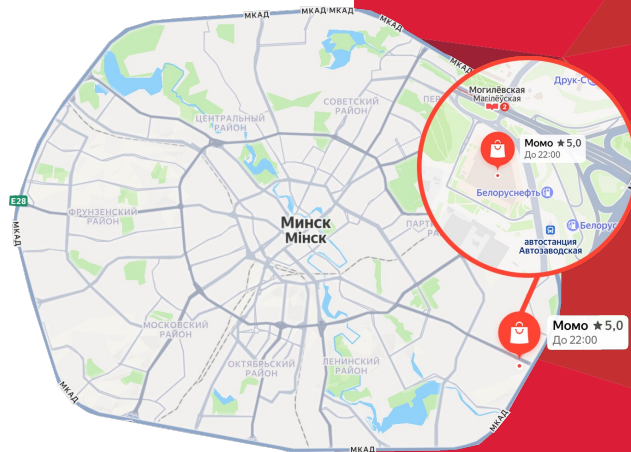 МКАД
МКАД
МКАД
МКАД
Друк-С
Могилёвская
Магілёўская
2
СОВЕТСКИЙ
РАЙОН
ЦЕНТРАЛЬНЫЙ
РАЙОН
Момо ★5,0
До 22:00
Белоруснефть
E28
ФРУНЗЕНСКИЙ
РАЙОН
МКАД
Минск
Мінск
Белорус
автостанция
Автозаводская
МОСКОВСКИЙ
РАЙОН
Момо ★5,0
До 22:00
ОКТЯБРЬСКИЙ
РАЙОН
ЛЕНИНСКИЙ
РАЙОН
МКАД
МКАД
МКАД